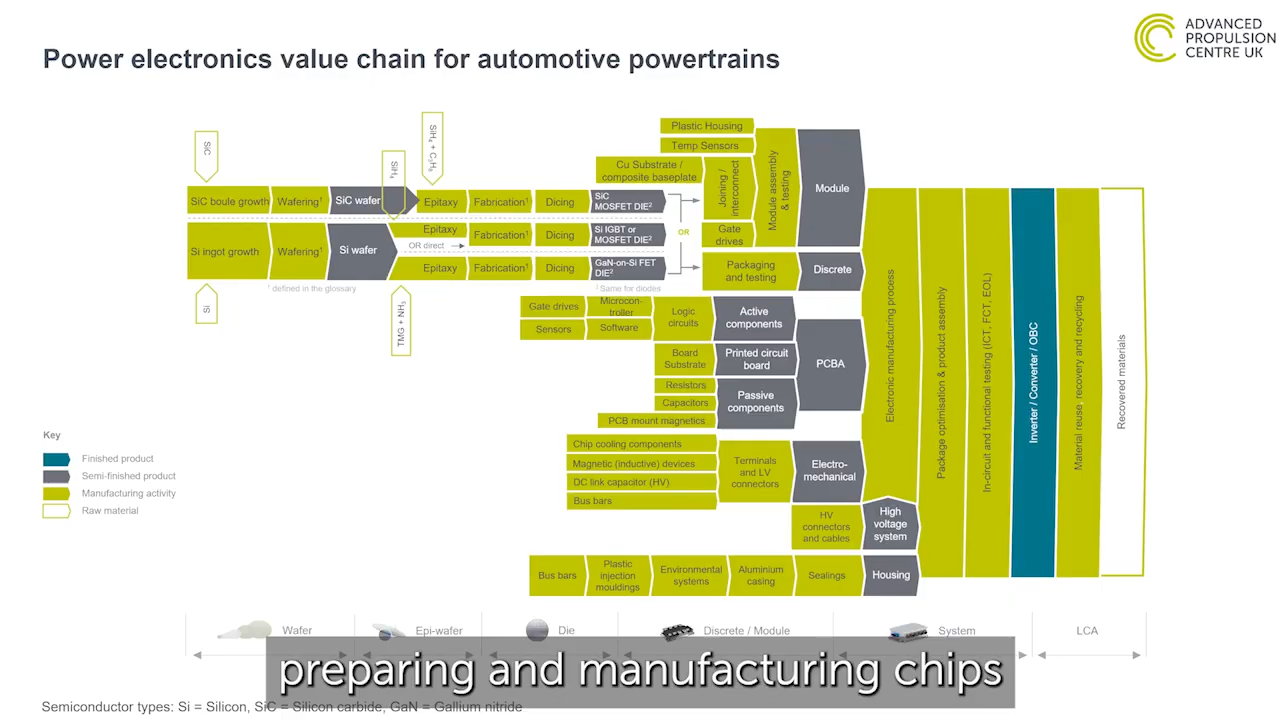 ADVANCED
PROPULSION
CENTRE UK
Power electronics value chain for automotive powertrains
SiC
SiH₄
SiH₄ + C₃H₈
Plastic Housing
Temp Sensors
Cu Substrate /
composite baseplate
Joining /
interconnect
Module assembly
& testing
Module
SiC boule growth
Wafering¹
SiC wafer
Epitaxy
Fabrication¹
Dicing
SiC
MOSFET DIE²
Si ingot growth
Wafering¹
Si wafer
Epitaxy
OR direct
Fabrication¹
Dicing
Si IGBT or
MOSFET DIE²
OR
Gate
drives
Epitaxy
Fabrication¹
Dicing
GaN-on-Si FET
DIE²
Packaging
and testing
Discrete
¹ defined in the glossary
² Same for diodes
Si
TMG + NH₃
Gate drives
Microcon-
troller
Sensors
Software
Logic
circuits
Active
components
Board
Substrate
Printed circuit
board
PCBA
Resistors
Capacitors
PCB mount magnetics
Passive
components
Chip cooling components
Magnetic (inductive) devices
DC link capacitor (HV)
Bus bars
Terminals
and LV
connectors
Electro-
mechanical
HV
connectors
and cables
High
voltage
system
Bus bars
Plastic
injection
mouldings
Environmental
systems
Aluminium
casing
Sealings
Housing
Electronic manufacturing process
Package optimisation & product assembly
In-circuit and functional testing (ICT, FCT, EOL)
Inverter / Converter / OBC
Material reuse, recovery and recycling
Recovered materials
Key
Finished product
Semi-finished product
Manufacturing activity
Raw material
Wafer
Epi-wafer
Die
Discrete / Module
System
LCA
preparing and manufacturing chips
Semiconductor types: Si = Silicon, SiC = Silicon carbide, GaN = Gallium nitride